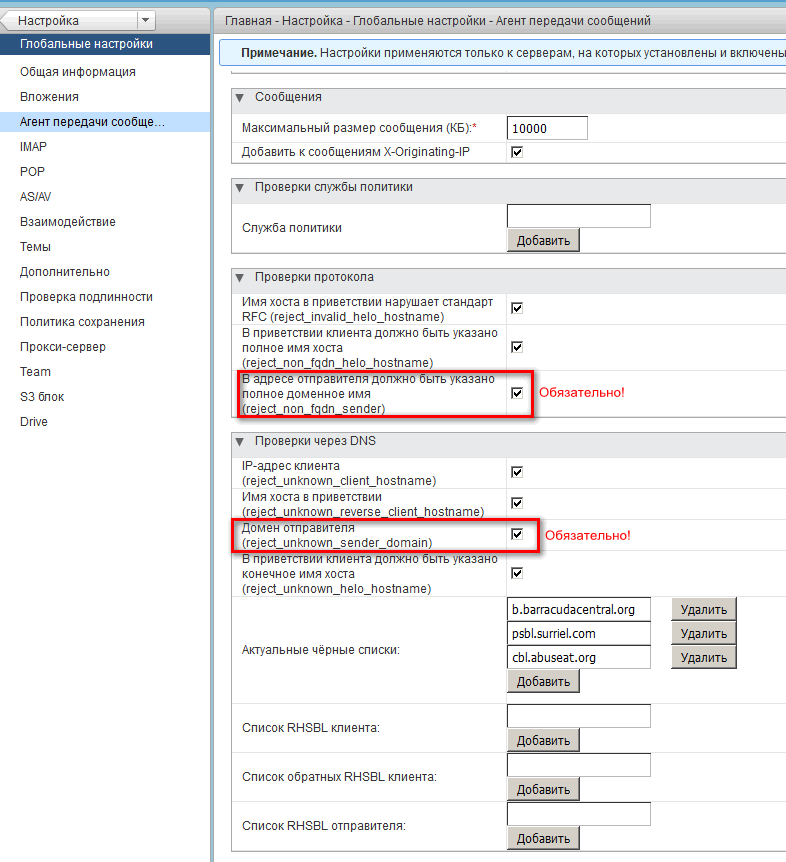 Настройка
Глобальные настройки
Общая информация
Вложения
Агент передачи сообще...
IMAP
POP
AS/AV
Взаимодействие
Темы
Дополнительно
Проверка подлинности
Политика сохранения
Прокси-сервер
Team
S3 блок
Drive
Главная - Настройка - Глобальные настройки - Агент передачи сообщений
Примечание. Настройки применяются только к серверам, на которых установлены и включены
Сообщения
Максимальный размер сообщения (КБ):* 10000
Добавить к сообщениям X-Originating-IP
Проверки службы политики
Служба политики
Добавить
Проверки протокола
Имя хоста в приветствии нарушает стандарт
RFC (reject_invalid_helo_hostname)
В приветствии клиента должно быть указано
полное имя хоста
(reject_non_fqdn_helo_hostname)
В адресе отправителя должно быть указано
полное доменное имя Обязательно!
(reject_non_fqdn_sender)
Проверки через DNS
IP-адрес клиента
(reject_unknown_client_hostname)
Имя хоста в приветствии
(reject_unknown_reverse_client_hostname)
Домен отправителя Обязательно!
(reject_unknown_sender_domain)
В приветствии клиента должно быть указано
конечное имя хоста
(reject_unknown_helo_hostname)
b.barracudacentral.org Удалить
psbl.surriel.com Удалить
Актуальные чёрные списки: cbl.abuseat.org Удалить
Добавить
Список RHSBL клиента:
Добавить
Список обратных RHSBL клиента:
Добавить
Список RHSBL отправителя:
Добавить